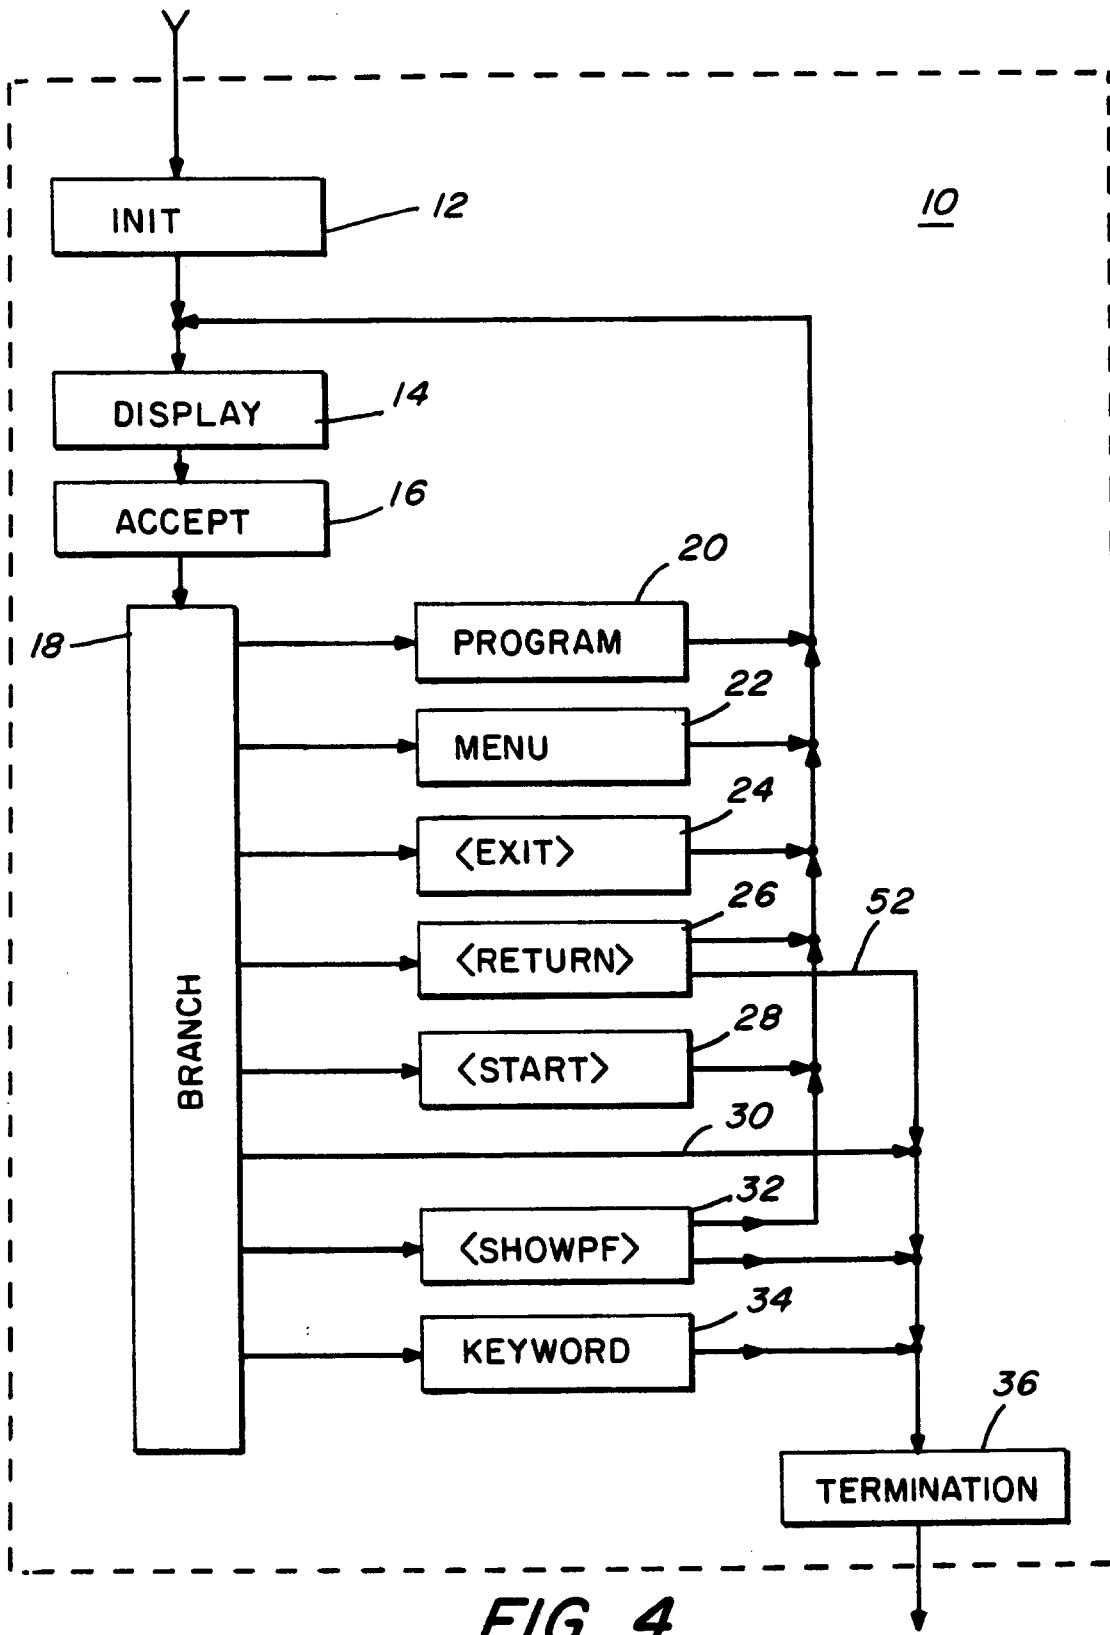 INIT
12
10
DISPLAY
14
ACCEPT
16
18
BRANCH
PROGRAM
20
MENU
22
<EXIT>
24
<RETURN>
26
52
<START>
28
30
<SHOWPF>
32
KEYWORD
34
36
TERMINATION
FIG 4